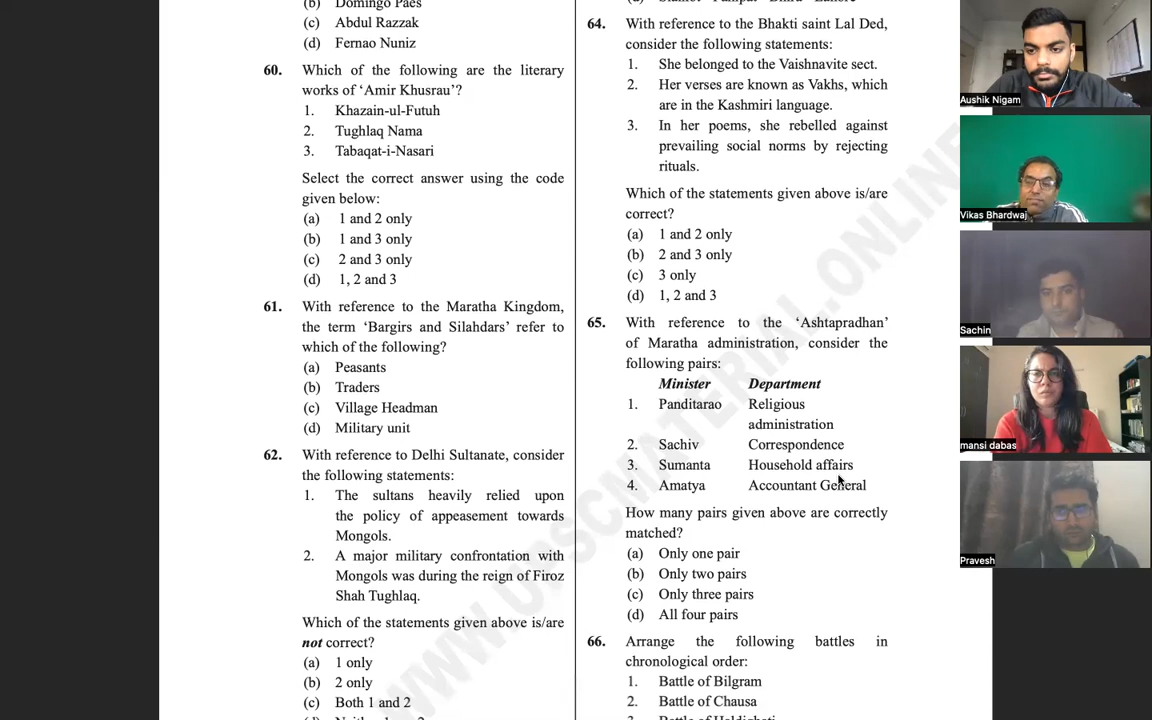 (b) Domingo Paes
(c) Abdul Razzak
(d) Fernao Nuniz
60. Which of the following are the literary
works of ‘Amir Khusrau’?
1. Khazain-ul-Futuh
2. Tughlaq Nama
3. Tabaqat-i-Nasari
Select the correct answer using the code
given below:
(a) 1 and 2 only
(b) 1 and 3 only
(c) 2 and 3 only
(d) 1, 2 and 3
61. With reference to the Maratha Kingdom,
the term ‘Bargirs and Silahdars’ refer to
which of the following?
(a) Peasants
(b) Traders
(c) Village Headman
(d) Military unit
62. With reference to Delhi Sultanate, consider
the following statements:
1. The sultans heavily relied upon
the policy of appeasement towards
Mongols.
2. A major military confrontation with
Mongols was during the reign of Firoz
Shah Tughlaq.
Which of the statements given above is/are
not correct?
(a) 1 only
(b) 2 only
(c) Both 1 and 2
64. With reference to the Bhakti saint Lal Ded,
consider the following statements:
1. She belonged to the Vaishnavite sect.
2. Her verses are known as Vakhs, which
are in the Kashmiri language.
3. In her poems, she rebelled against
prevailing social norms by rejecting
rituals.
Which of the statements given above is/are
correct?
(a) 1 and 2 only
(b) 2 and 3 only
(c) 3 only
(d) 1, 2 and 3
65. With reference to the ‘Ashtapradhan’
of Maratha administration, consider the
following pairs:
Minister Department
1. Panditarao Religious
administration
2. Sachiv Correspondence
3. Sumanta Household affairs
4. Amatya Accountant General
How many pairs given above are correctly
matched?
(a) Only one pair
(b) Only two pairs
(c) Only three pairs
(d) All four pairs
66. Arrange the following battles in
chronological order:
1. Battle of Bilgram
2. Battle of Chausa
WWW.UPSCMATERIAL.ONLINE
Aushik Nigam
Vikas Bhardwaj
Sachin
mansi dabas
Pravesh